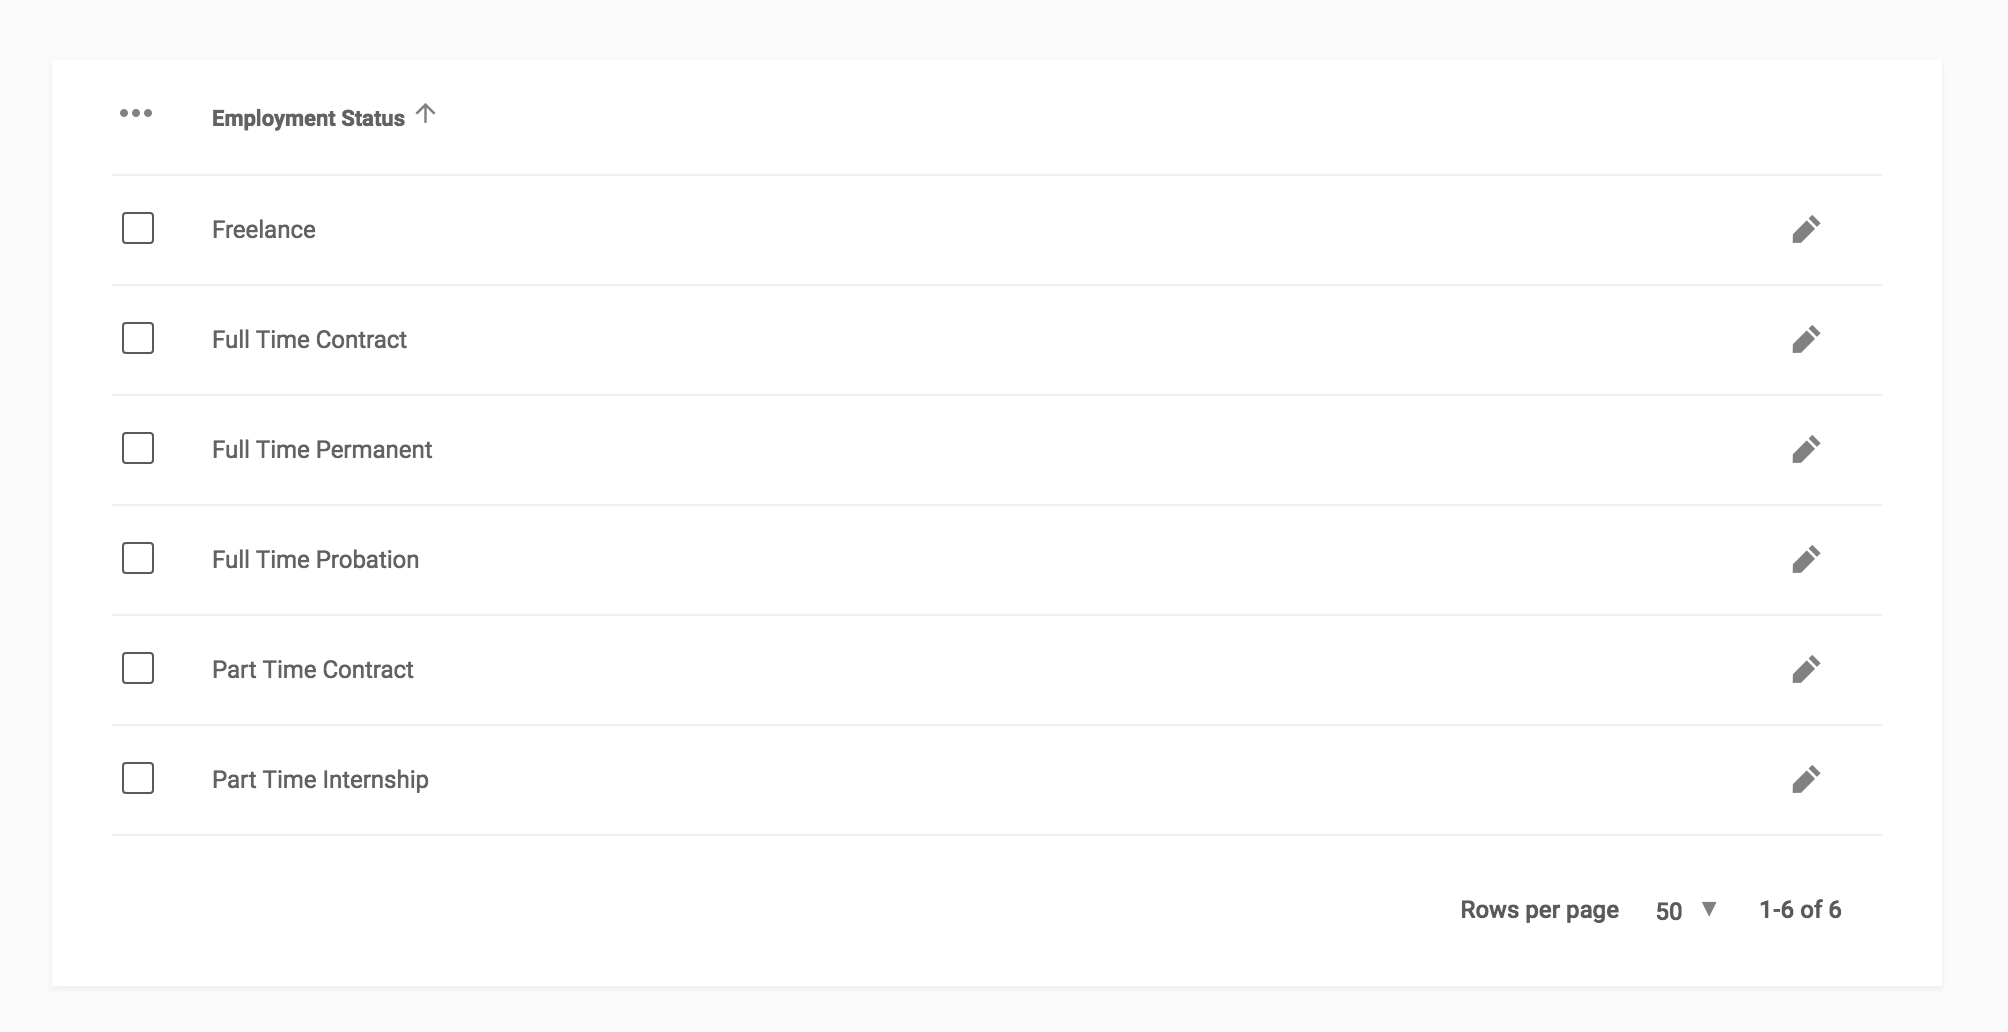 Employment Status
Freelance
Full Time Contract
Full Time Permanent
Full Time Probation
Part Time Contract
Part Time Internship
Rows per page 50 1-6 of 6